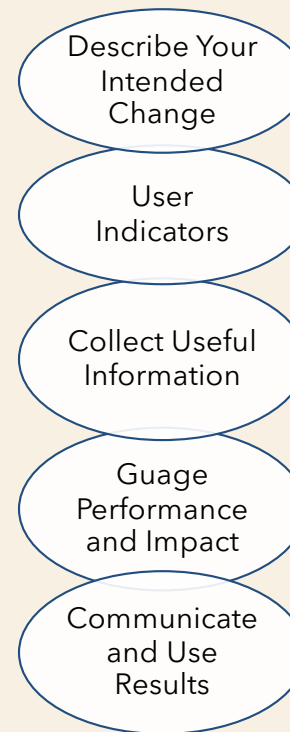 Describe Your
Intended
Change
User
Indicators
Collect Useful
Information
Guage
Performance
and Impact
Communicate
and Use
Results